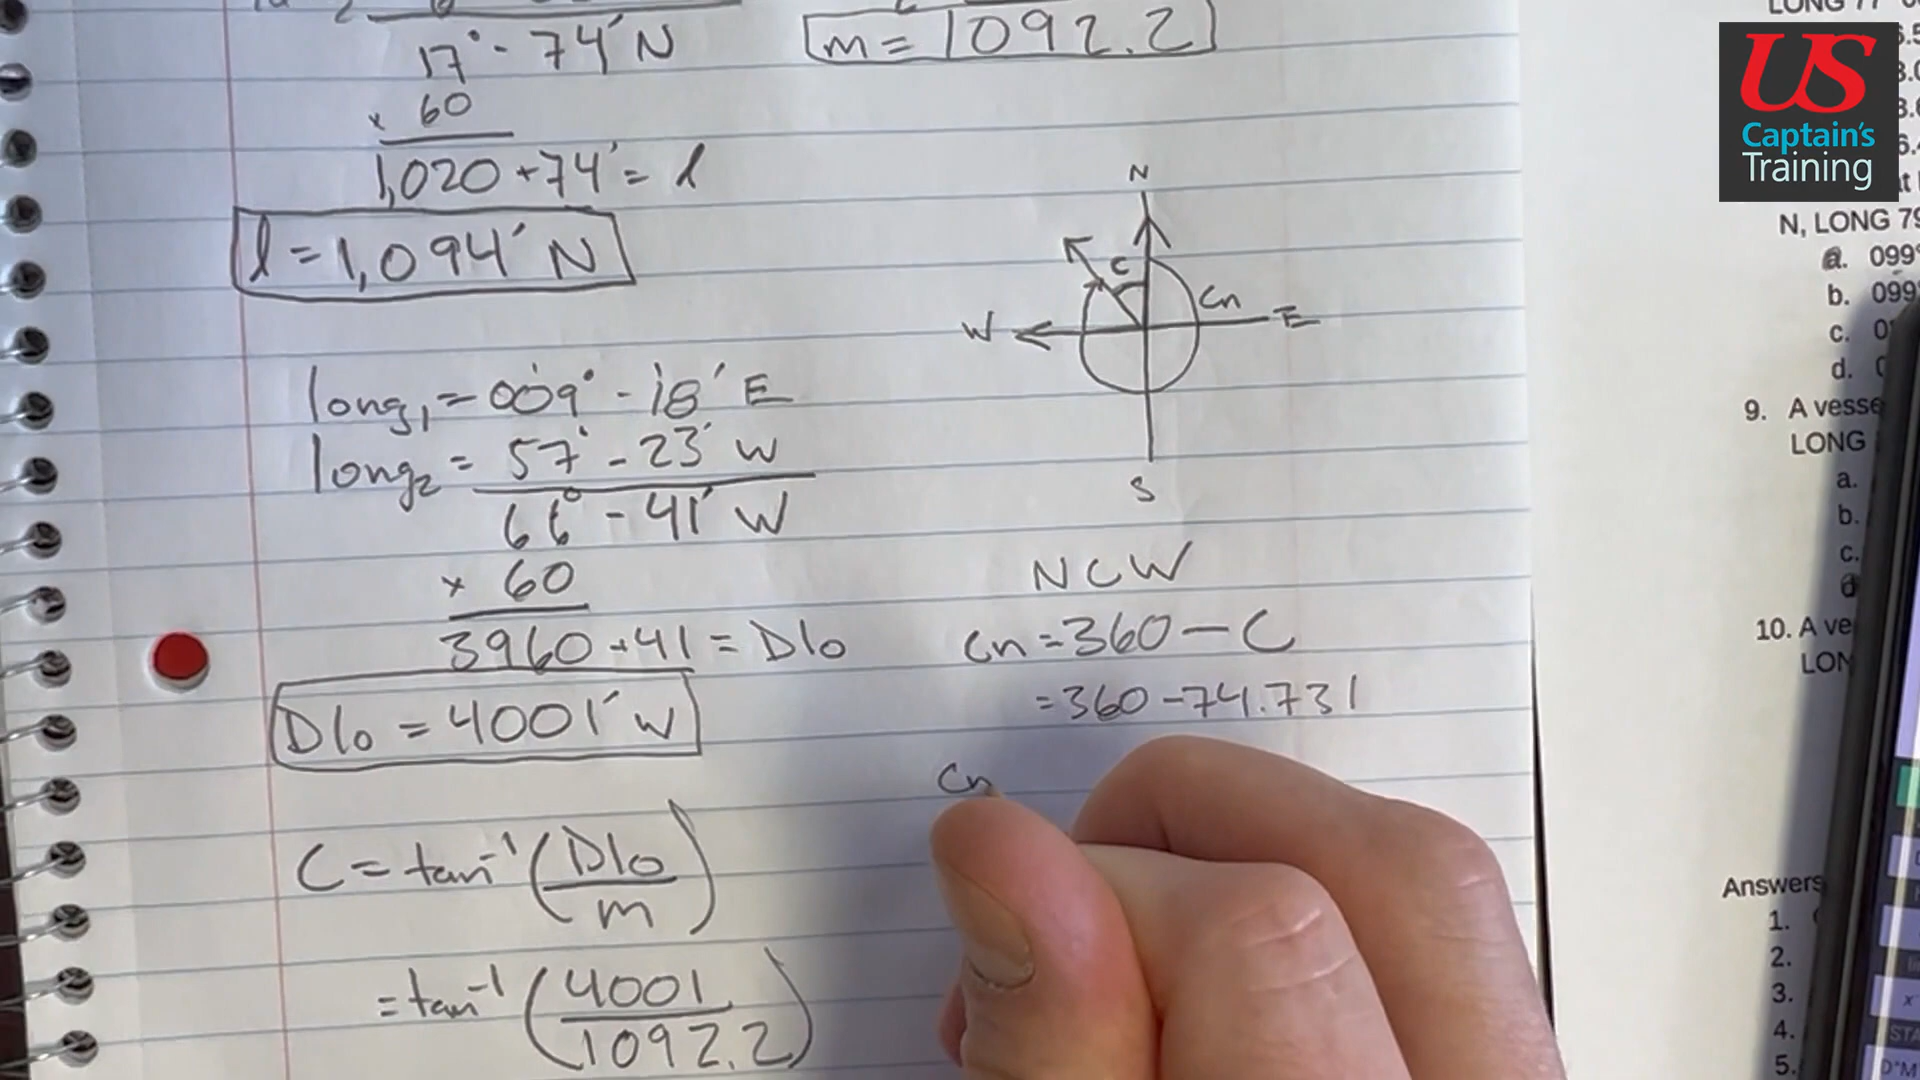 17° - 74' N
× 60
1,020 + 74' = l
l = 1,094' N
long₁ = 009° - 18' E
long₂ = 57° - 23' W
66° - 41' W
× 60
3960 + 41 = Dlo
Dlo = 4001' W
C = tan⁻¹ (Dlo / m)
= tan⁻¹ (4001 / 1092.2)
m = 1092.2
N
C
Cn
W E
S
N C W
Cn = 360 - C
= 360 - 74.731
Cn
US
Captain's
Training
N, LONG 79
a. 099°
b. 099
c. 0
d.
9. A vesse
LONG
a.
b.
c.
d
10. A ve
LON
Answers
1.
2.
3.
4.
5.